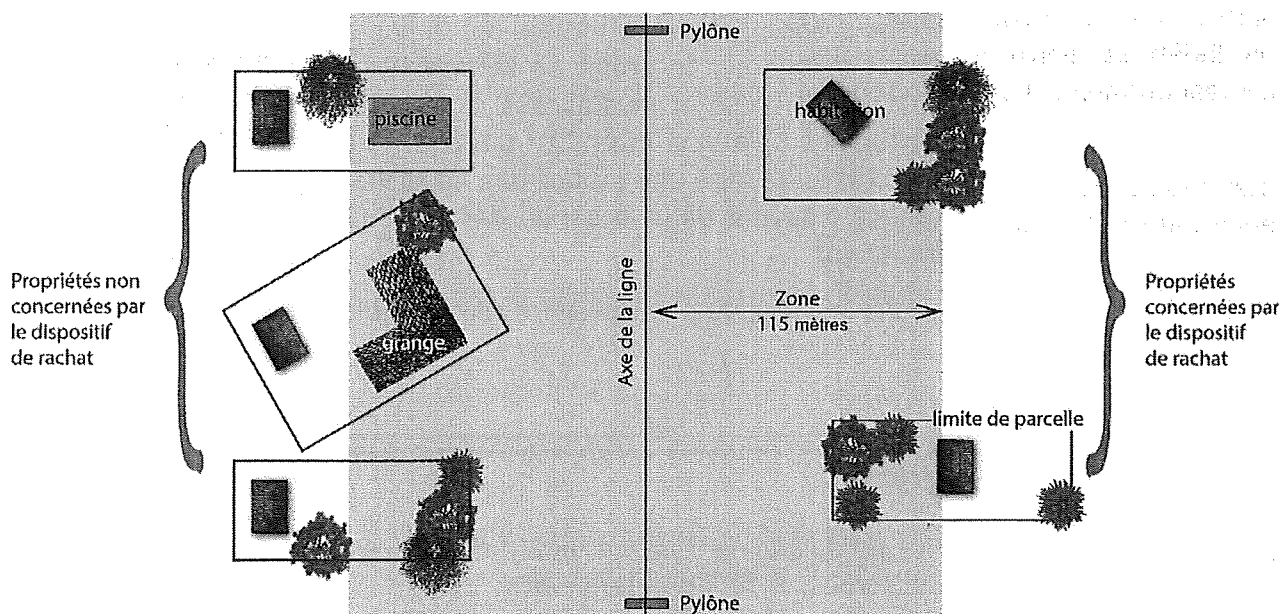 Pylône
piscine
habitation
Propriétés non
concernées par
le dispositif
de rachat
grange
Axe de la ligne
Zone
115 mètres
Propriétés
concernées par
le dispositif
de rachat
limite de parcelle
Pylône